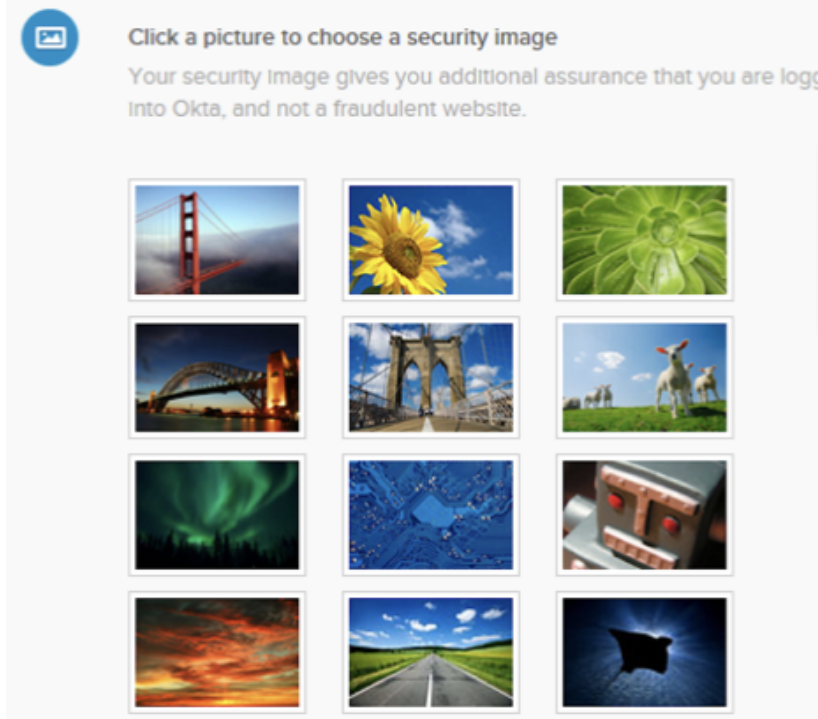 Click a picture to choose a security image
Your security image gives you additional assurance that you are
into Okta, and not a fraudulent website.